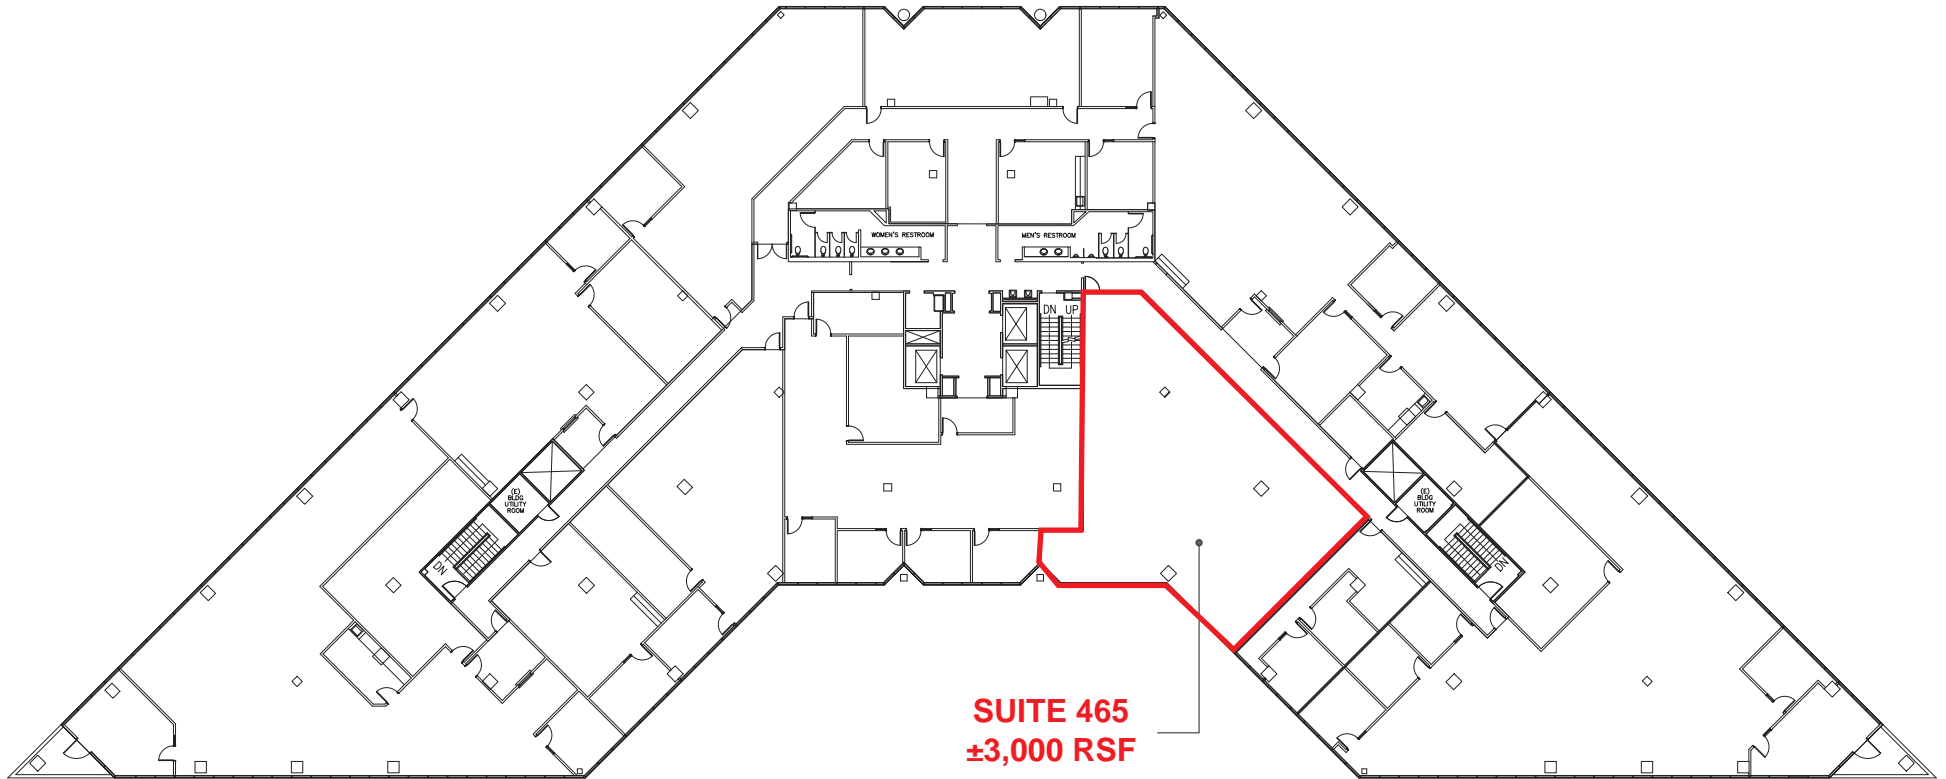 WOMEN'S RESTROOM
MEN'S RESTROOM
DN UP
(E)
BLDG
UTILITY
ROOM
(E)
BLDG
UTILITY
ROOM
DN
DN
SUITE 465
±3,000 RSF